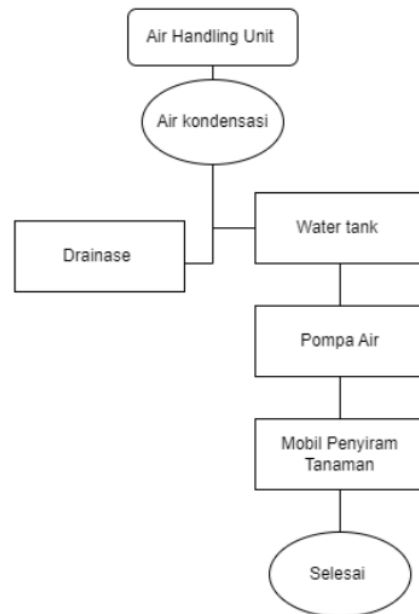 Air Handling Unit
Air kondensasi
Water tank
Drainase
Pompa Air
Mobil Penyiram
Tanaman
Selesai